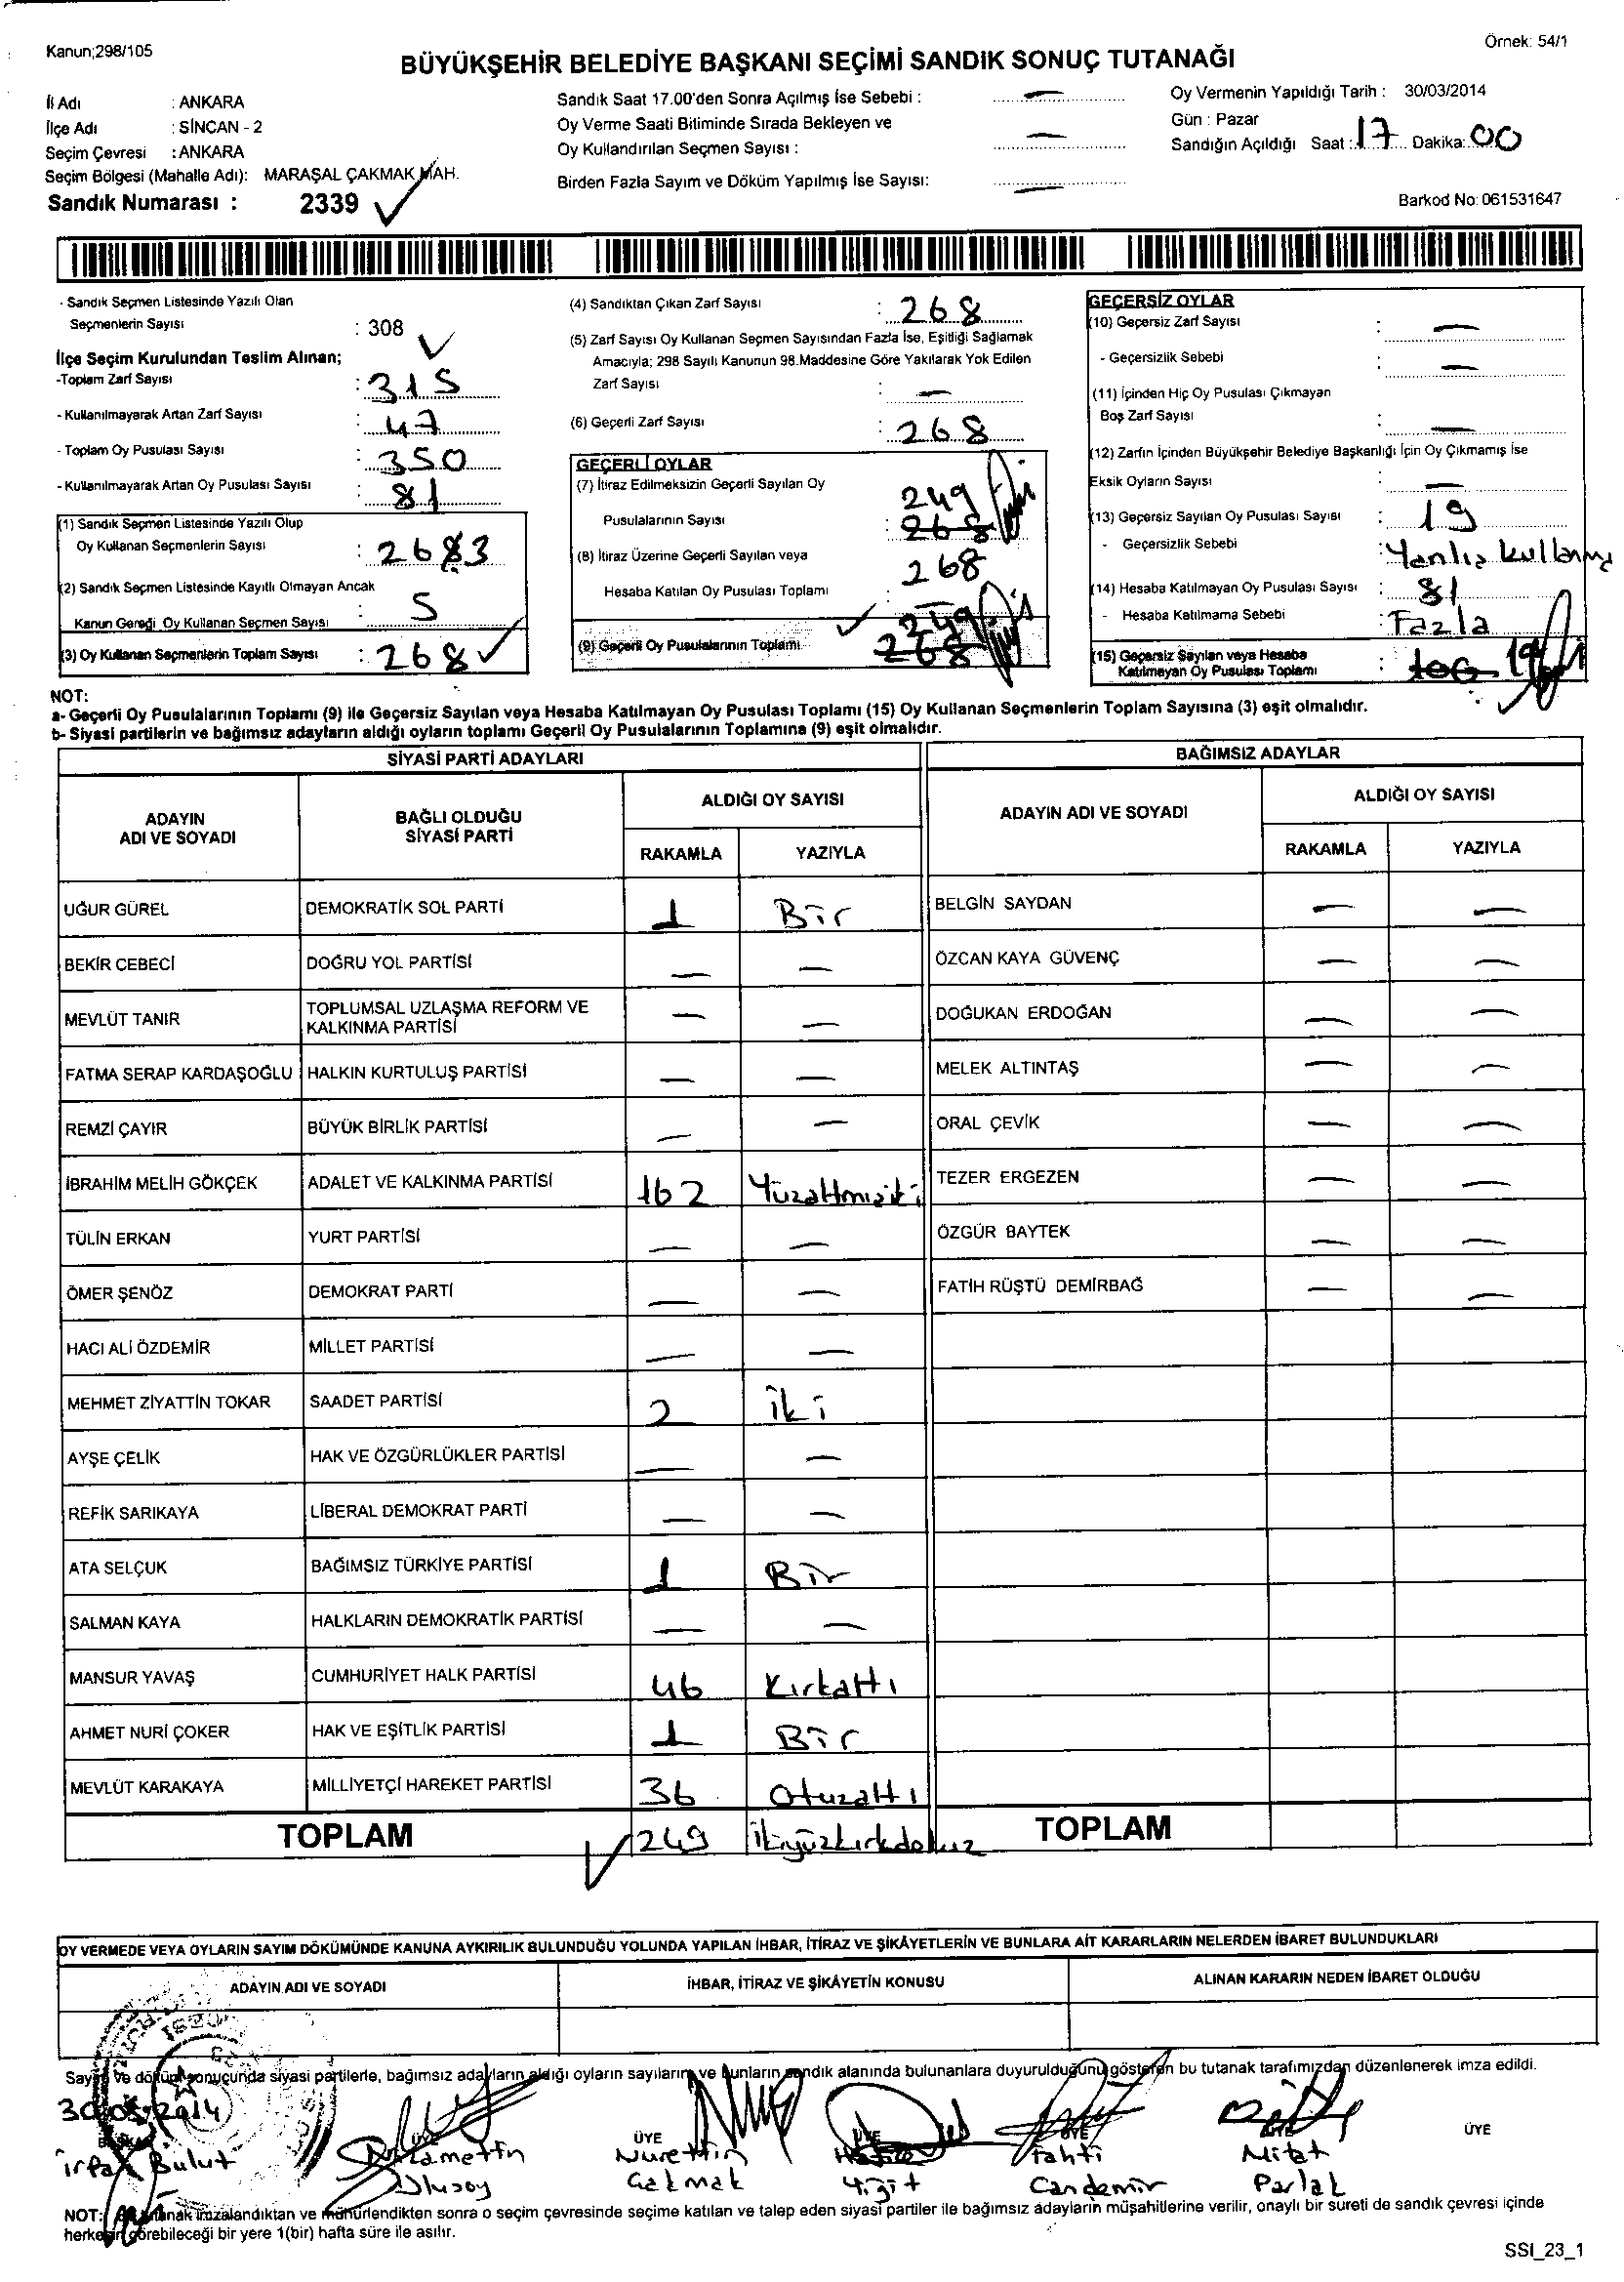 Kanun;298/105
Örnek: 54/1
BÜYÜKŞEHİR BELEDİYE BAŞKANI SEÇİMİ SANDIK SONUÇ TUTANAĞI
İl Adı : ANKARA
İlçe Adı : SİNCAN - 2
Seçim Çevresi : ANKARA
Seçim Bölgesi (Mahalle Adı): MARAŞAL ÇAKMAK MAH.
Sandık Numarası : 2339
Sandık Saat 17.00'den Sonra Açılmış İse Sebebi : —
Oy Verme Saati Bitiminde Sırada Bekleyen ve
Oy Kullandırılan Seçmen Sayısı : —
Birden Fazla Sayım ve Döküm Yapılmış İse Sayısı: —
Oy Vermenin Yapıldığı Tarih : 30/03/2014
Gün : Pazar
Sandığın Açıldığı Saat : 17 Dakika: 00
Barkod No: 061531647
- Sandık Seçmen Listesinde Yazılı Olan
Seçmenlerin Sayısı : 308
İlçe Seçim Kurulundan Teslim Alınan;
-Toplam Zarf Sayısı : 315
- Kullanılmayarak Artan Zarf Sayısı : 47
- Toplam Oy Pusulası Sayısı : 350
- Kullanılmayarak Artan Oy Pusulası Sayısı : 81
(1) Sandık Seçmen Listesinde Yazılı Olup
Oy Kullanan Seçmenlerin Sayısı : 2683
(2) Sandık Seçmen Listesinde Kayıtlı Olmayan Ancak
Kanun Gereği Oy Kullanan Seçmen Sayısı : 5
(3) Oy Kullanan Seçmenlerin Toplam Sayısı : 268
(4) Sandıktan Çıkan Zarf Sayısı : 268
(5) Zarf Sayısı Oy Kullanan Seçmen Sayısından Fazla İse, Eşitliği Sağlamak
Amacıyla; 298 Sayılı Kanunun 98.Maddesine Göre Yakılarak Yok Edilen
Zarf Sayısı : —
(6) Geçerli Zarf Sayısı : 268
GEÇERLİ OYLAR
(7) İtiraz Edilmeksizin Geçerli Sayılan Oy 249
Pusulalarının Sayısı : 268
(8) İtiraz Üzerine Geçerli Sayılan veya 268
Hesaba Katılan Oy Pusulası Toplamı : —
249
(9) Geçerli Oy Pusulalarının Toplamı 268
GEÇERSİZ OYLAR
(10) Geçersiz Zarf Sayısı : —
- Geçersizlik Sebebi : —
(11) İçinden Hiç Oy Pusulası Çıkmayan
Boş Zarf Sayısı : —
(12) Zarfın İçinden Büyükşehir Belediye Başkanlığı İçin Oy Çıkmamış İse
Eksik Oyların Sayısı —
(13) Geçersiz Sayılan Oy Pusulası Sayısı : 19
- Geçersizlik Sebebi : Yanlış kullanma
(14) Hesaba Katılmayan Oy Pusulası Sayısı : 81
- Hesaba Katılmama Sebebi : Fazla
(15) Geçersiz Sayılan veya Hesaba
Katılmayan Oy Pusulası Toplamı : 100 19
NOT:
a- Geçerli Oy Pusulalarının Toplamı (9) ile Geçersiz Sayılan veya Hesaba Katılmayan Oy Pusulası Toplamı (15) Oy Kullanan Seçmenlerin Toplam Sayısına (3) eşit olmalıdır.
b- Siyasi partilerin ve bağımsız adayların aldığı oyların toplamı Geçerli Oy Pusulalarının Toplamına (9) eşit olmalıdır.
SİYASİ PARTİ ADAYLARI
ADAYIN ADI VE SOYADI BAĞLI OLDUĞU SİYASİ PARTİ ALDIĞI OY SAYISI
RAKAMLA YAZIYLA
UĞUR GÜREL DEMOKRATİK SOL PARTİ 1 Bir
BEKİR CEBECİ DOĞRU YOL PARTİSİ — —
MEVLÜT TANIR TOPLUMSAL UZLAŞMA REFORM VE KALKINMA PARTİSİ — —
FATMA SERAP KARDAŞOĞLU HALKIN KURTULUŞ PARTİSİ — —
REMZİ ÇAYIR BÜYÜK BİRLİK PARTİSİ — —
İBRAHİM MELİH GÖKÇEK ADALET VE KALKINMA PARTİSİ 162 Yüzaltmışiki
TÜLİN ERKAN YURT PARTİSİ — —
ÖMER ŞENÖZ DEMOKRAT PARTİ — —
HACI ALİ ÖZDEMİR MİLLET PARTİSİ — —
MEHMET ZİYATTİN TOKAR SAADET PARTİSİ 2 iki
AYŞE ÇELİK HAK VE ÖZGÜRLÜKLER PARTİSİ — —
REFİK SARIKAYA LİBERAL DEMOKRAT PARTİ — —
ATA SELÇUK BAĞIMSIZ TÜRKİYE PARTİSİ 1 Bir
SALMAN KAYA HALKLARIN DEMOKRATİK PARTİSİ — —
MANSUR YAVAŞ CUMHURİYET HALK PARTİSİ 46 Kırkaltı
AHMET NURİ ÇOKER HAK VE EŞİTLİK PARTİSİ 1 Bir
MEVLÜT KARAKAYA MİLLİYETÇİ HAREKET PARTİSİ 36 Otuzaltı
TOPLAM 249 ikiyüzkırkdokuz
BAĞIMSIZ ADAYLAR
ADAYIN ADI VE SOYADI ALDIĞI OY SAYISI
RAKAMLA YAZIYLA
BELGİN SAYDAN — —
ÖZCAN KAYA GÜVENÇ — —
DOĞUKAN ERDOĞAN — —
MELEK ALTINTAŞ — —
ORAL ÇEVİK — —
TEZER ERGEZEN — —
ÖZGÜR BAYTEK — —
FATİH RÜŞTÜ DEMİRBAĞ — —
TOPLAM
OY VERMEDE VEYA OYLARIN SAYIM DÖKÜMÜNDE KANUNA AYKIRILIK BULUNDUĞU YOLUNDA YAPILAN İHBAR, İTİRAZ VE ŞİKÂYETLERİN VE BUNLARA AİT KARARLARIN NELERDEN İBARET BULUNDUKLARI
ADAYIN ADI VE SOYADI İHBAR, İTİRAZ VE ŞİKÂYETİN KONUSU ALINAN KARARIN NEDEN İBARET OLDUĞU
Sayım ve döküm sonucunda siyasi partilerle, bağımsız adayların aldığı oyların sayılarını ve bunların sandık alanında bulunanlara duyurulduğunu gösteren bu tutanak tarafımızdan düzenlenerek imza edildi.
30.03.2014
ÜYE ÜYE ÜYE ÜYE ÜYE ÜYE
İrfan Bulut Nurettin Fahti Mitat
Ulusoy Çakmak Yiğit Candemir Parlak
NOT: Bu tutanak imzalandıktan ve mühürlendikten sonra o seçim çevresinde seçime katılan ve talep eden siyasi partiler ile bağımsız adayların müşahitlerine verilir, onaylı bir sureti de sandık çevresi içinde
herkesin görebileceği bir yere 1(bir) hafta süre ile asılır.
SSI_23_1